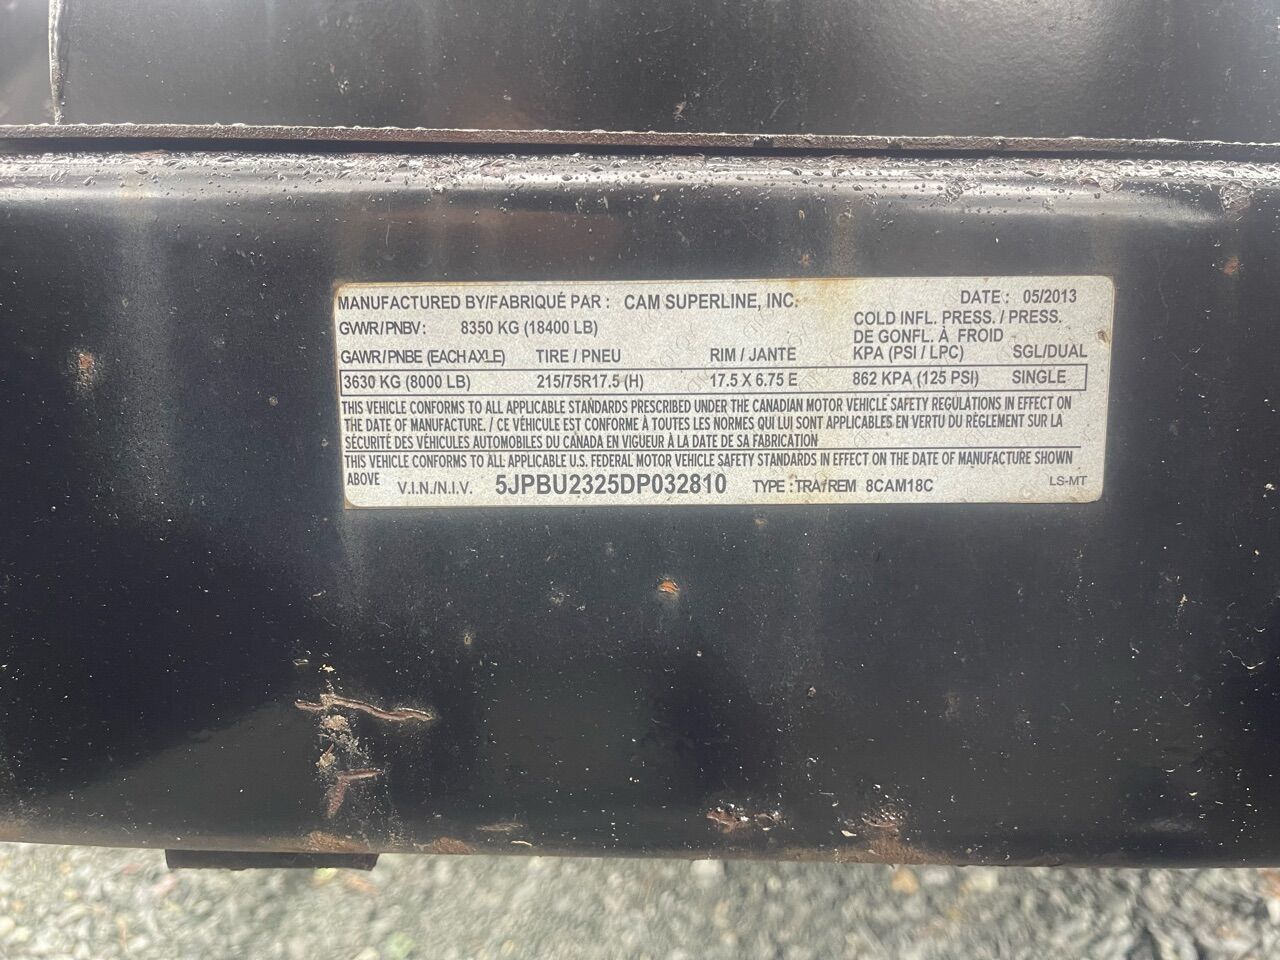 MANUFACTURED BY/FABRIQUÉ PAR : CAM SUPERLINE, INC. DATE : 05/2013
GVWR/PNBV: 8350 KG (18400 LB) COLD INFL. PRESS. / PRESS.
DE GONFL. À FROID
GAWR/PNBE (EACH AXLE) TIRE / PNEU RIM / JANTE KPA (PSI / LPC) SGL/DUAL
3630 KG (8000 LB) 215/75R17.5 (H) 17.5 X 6.75 E 862 KPA (125 PSI) SINGLE
THIS VEHICLE CONFORMS TO ALL APPLICABLE STANDARDS PRESCRIBED UNDER THE CANADIAN MOTOR VEHICLE SAFETY REGULATIONS IN EFFECT ON
THE DATE OF MANUFACTURE. / CE VÉHICULE EST CONFORME À TOUTES LES NORMES QUI LUI SONT APPLICABLES EN VERTU DU RÈGLEMENT SUR LA
SÉCURITÉ DES VÉHICULES AUTOMOBILES DU CANADA EN VIGUEUR À LA DATE DE SA FABRICATION
THIS VEHICLE CONFORMS TO ALL APPLICABLE U.S. FEDERAL MOTOR VEHICLE SAFETY STANDARDS IN EFFECT ON THE DATE OF MANUFACTURE SHOWN
ABOVE V.I.N./N.I.V. 5JPBU2325DP032810 TYPE : TRA/REM 8CAM18C LS-MT